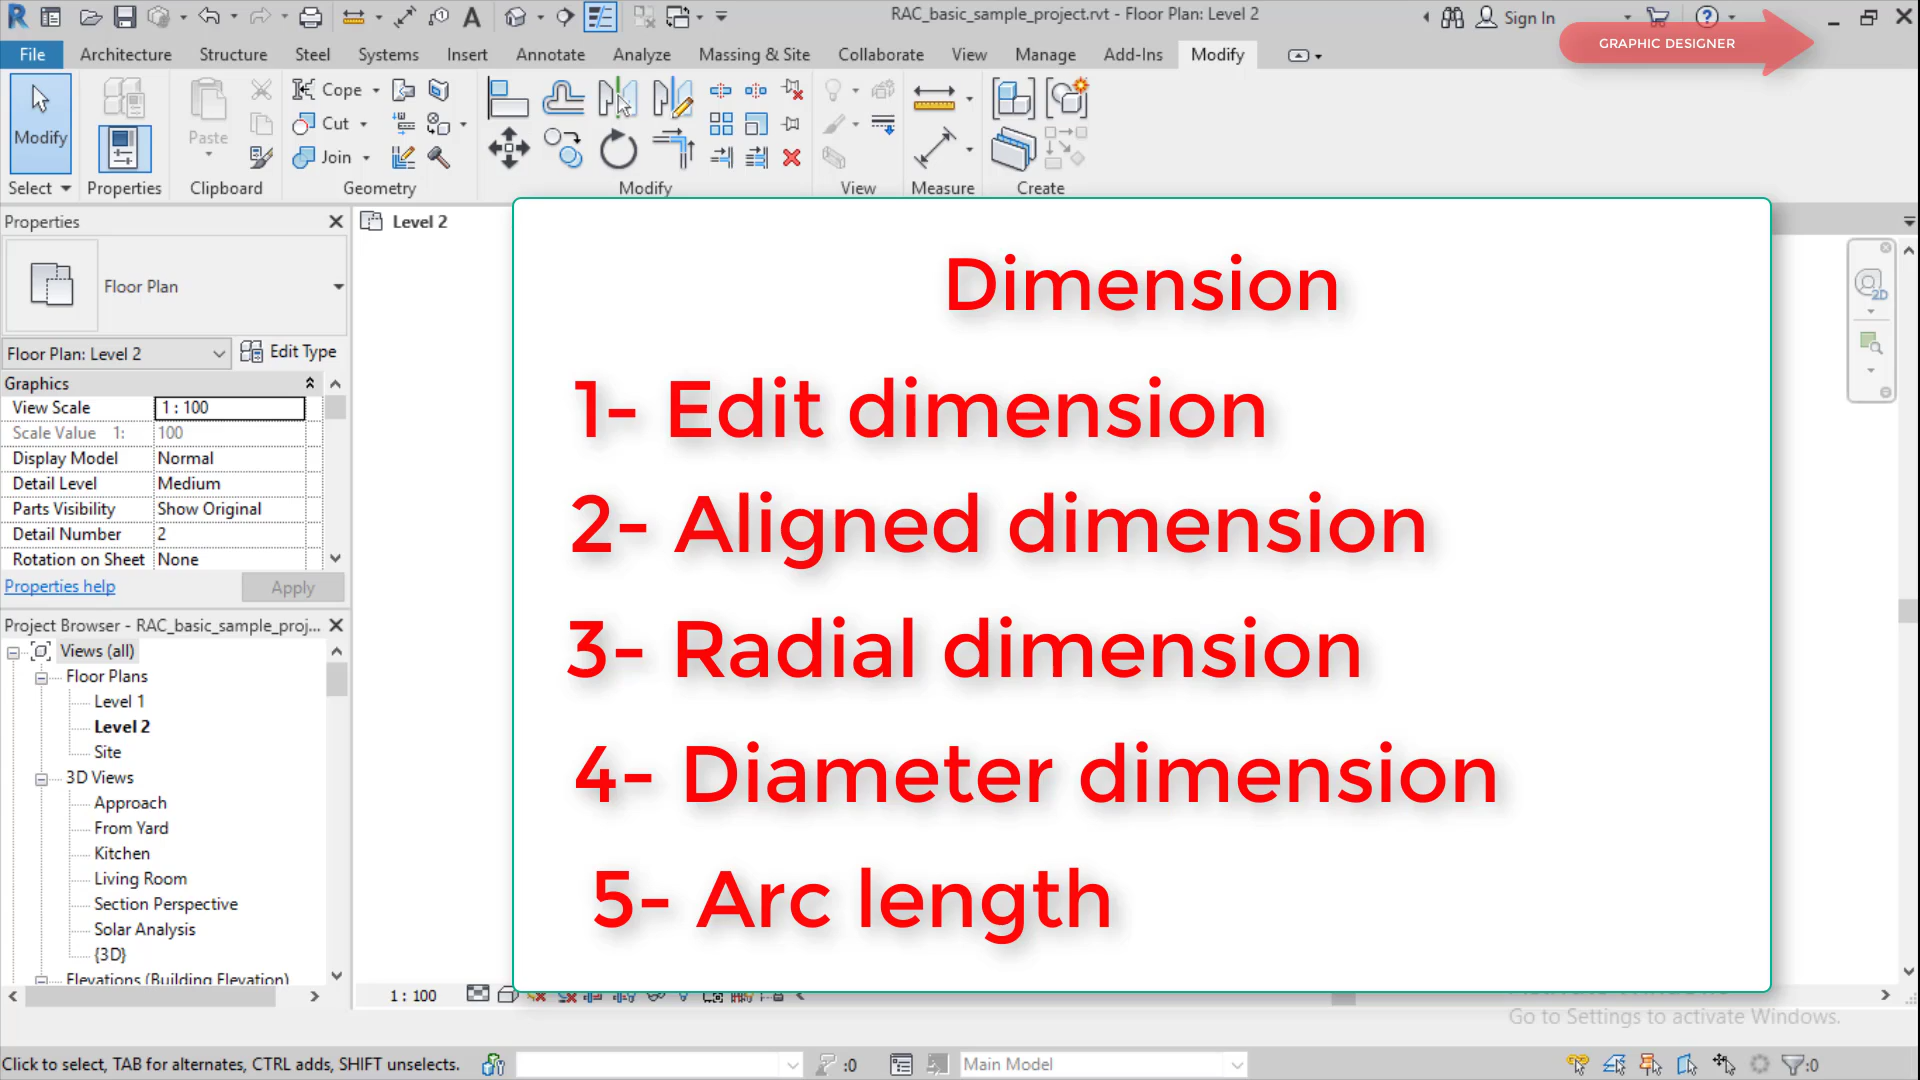 RAC_basic_sample_project.rvt - Floor Plan: Level 2
Sign In
GRAPHIC DESIGNER
File Architecture Structure Steel Systems Insert Annotate Analyze Massing & Site Collaborate View Manage Add-Ins Modify
Modify
Paste
Cope
Cut
Join
Select Properties Clipboard Geometry Modify View Measure Create
Properties
Level 2
Floor Plan
Floor Plan: Level 2 Edit Type
Graphics
View Scale 1 : 100
Scale Value 1: 100
Display Model Normal
Detail Level Medium
Parts Visibility Show Original
Detail Number 2
Rotation on Sheet None
Properties help Apply
Project Browser - RAC_basic_sample_proj...
Views (all)
Floor Plans
Level 1
Level 2
Site
3D Views
Approach
From Yard
Kitchen
Living Room
Section Perspective
Solar Analysis
{3D}
Elevations (Building Elevation)
Dimension
1- Edit dimension
2- Aligned dimension
3- Radial dimension
4- Diameter dimension
5- Arc length
2D
1 : 100
Go to Settings to activate Windows.
Click to select, TAB for alternates, CTRL adds, SHIFT unselects.
:0
Main Model
:0